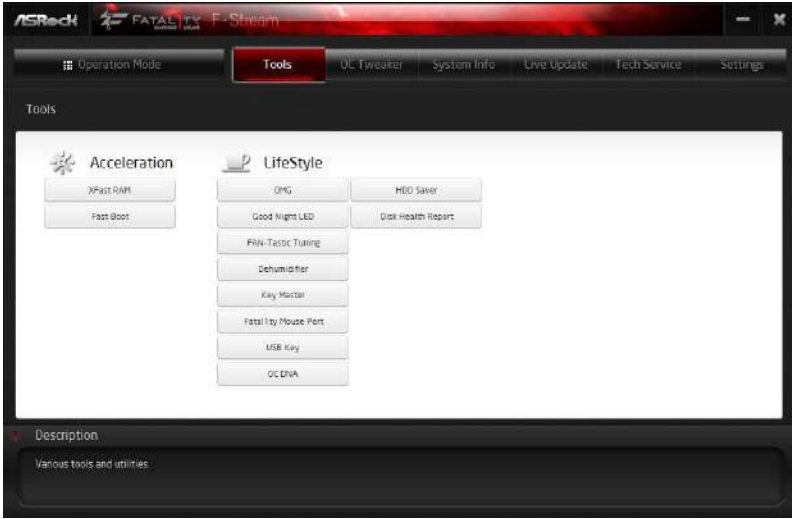 ASRock FATAL1TY F-Stream
Operation Mode Tools OC Tweaker System Info Live Update Tech Service Settings
Tools
Acceleration
XFast RAM
Fast Boot
LifeStyle
OMG
Good Night LED
FAN-Tastic Tuning
Dehumidifier
Key Master
Fatal1ty Mouse Port
USB Key
OC DNA
HDD Saver
Disk Health Report
Description
Various tools and utilities.